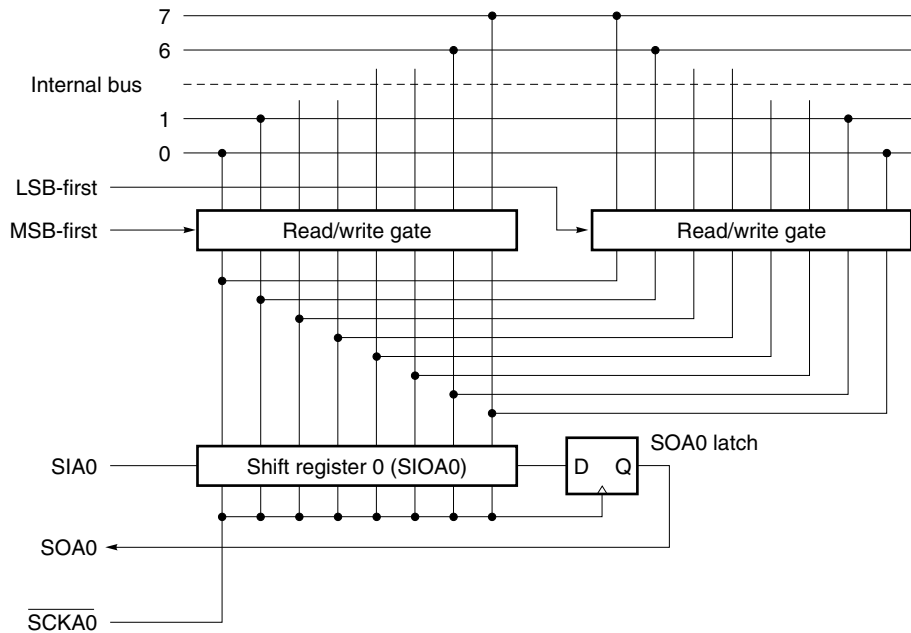 7
6
Internal bus
1
0
LSB-first
MSB-first
Read/write gate
Read/write gate
SOA0 latch
SIA0
Shift register 0 (SIOA0)
D Q
SOA0
SCKA0